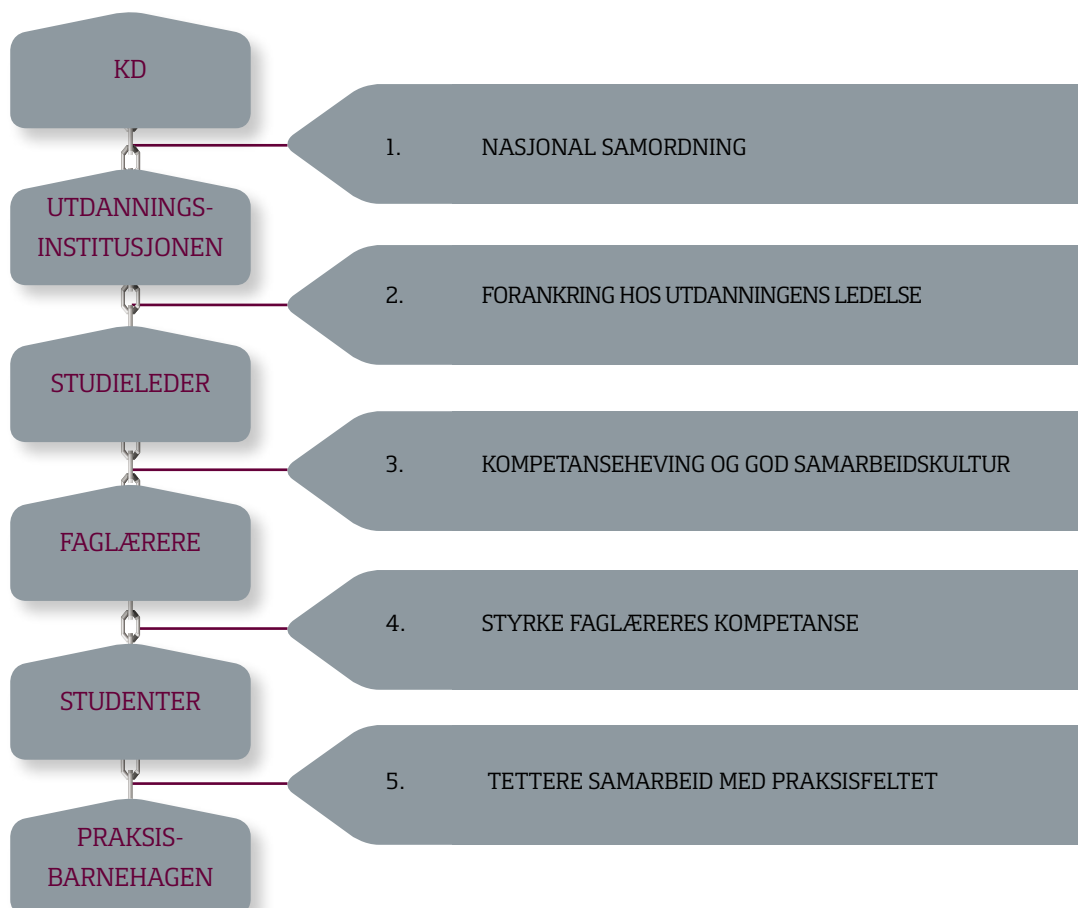 KD
1. NASJONAL SAMORDNING
UTDANNINGS-
INSTITUSJONEN
2. FORANKRING HOS UTDANNINGENS LEDELSE
STUDIELEDER
3. KOMPETANSEHEVING OG GOD SAMARBEIDSKULTUR
FAGLÆRERE
4. STYRKE FAGLÆRERES KOMPETANSE
STUDENTER
5. TETTERE SAMARBEID MED PRAKSISFELTET
PRAKSIS-
BARNEHAGEN